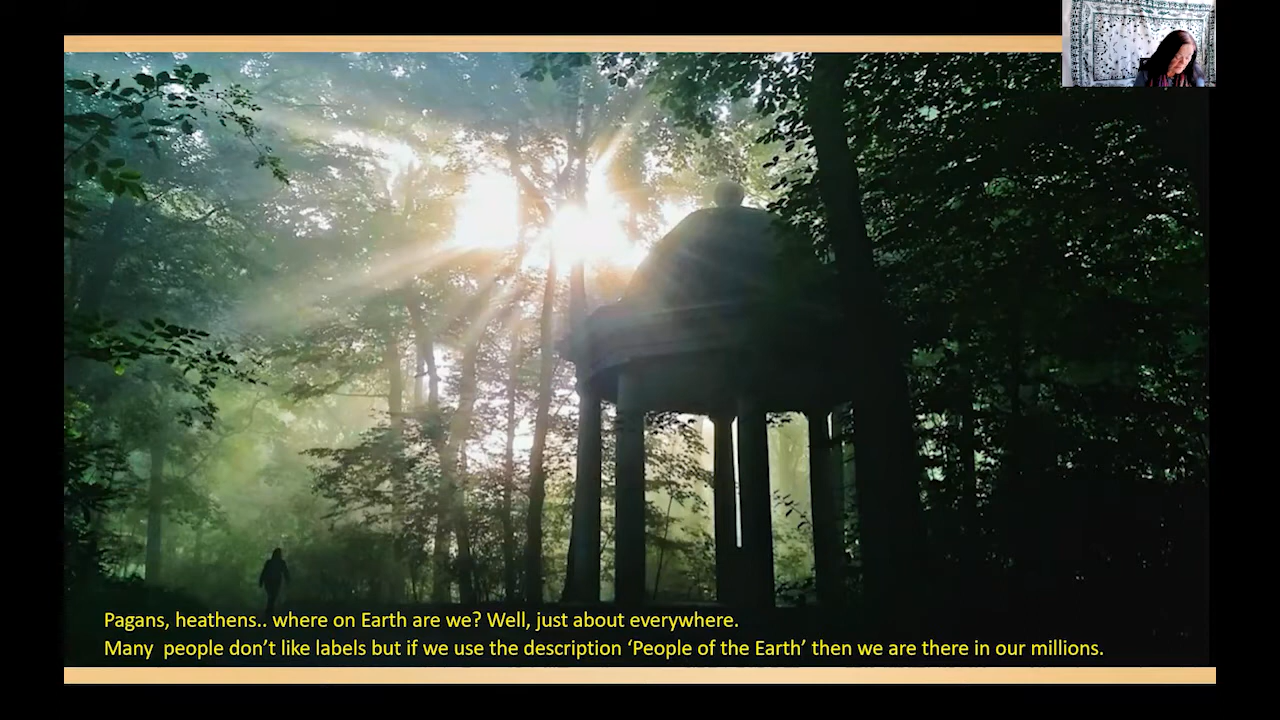 Pagans, heathens.. where on Earth are we? Well, just about everywhere.
Many  people don’t like labels but if we use the description ‘People of the Earth’ then we are there in our millions.